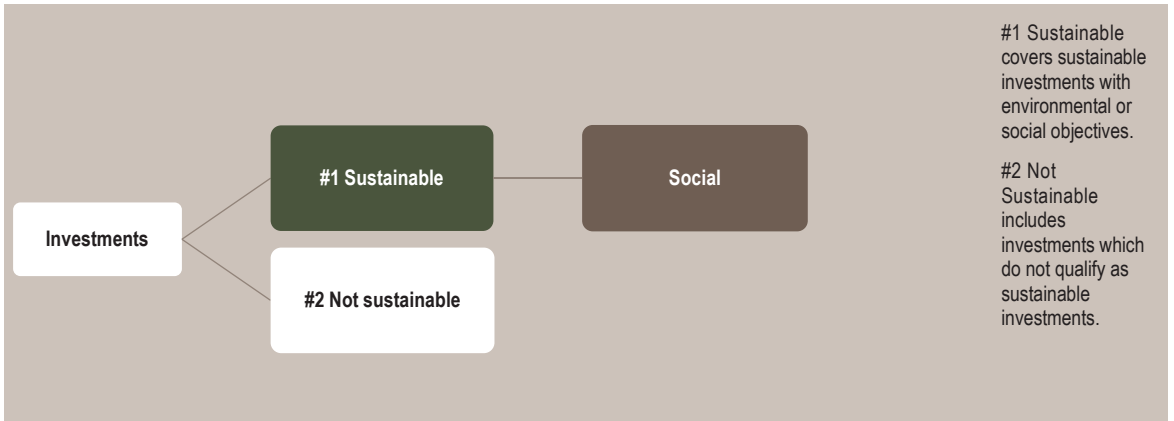 Investments
#1 Sustainable
Social
#2 Not sustainable
#1 Sustainable
covers sustainable
investments with
environmental or
social objectives.
#2 Not
Sustainable
includes
investments which
do not qualify as
sustainable
investments.